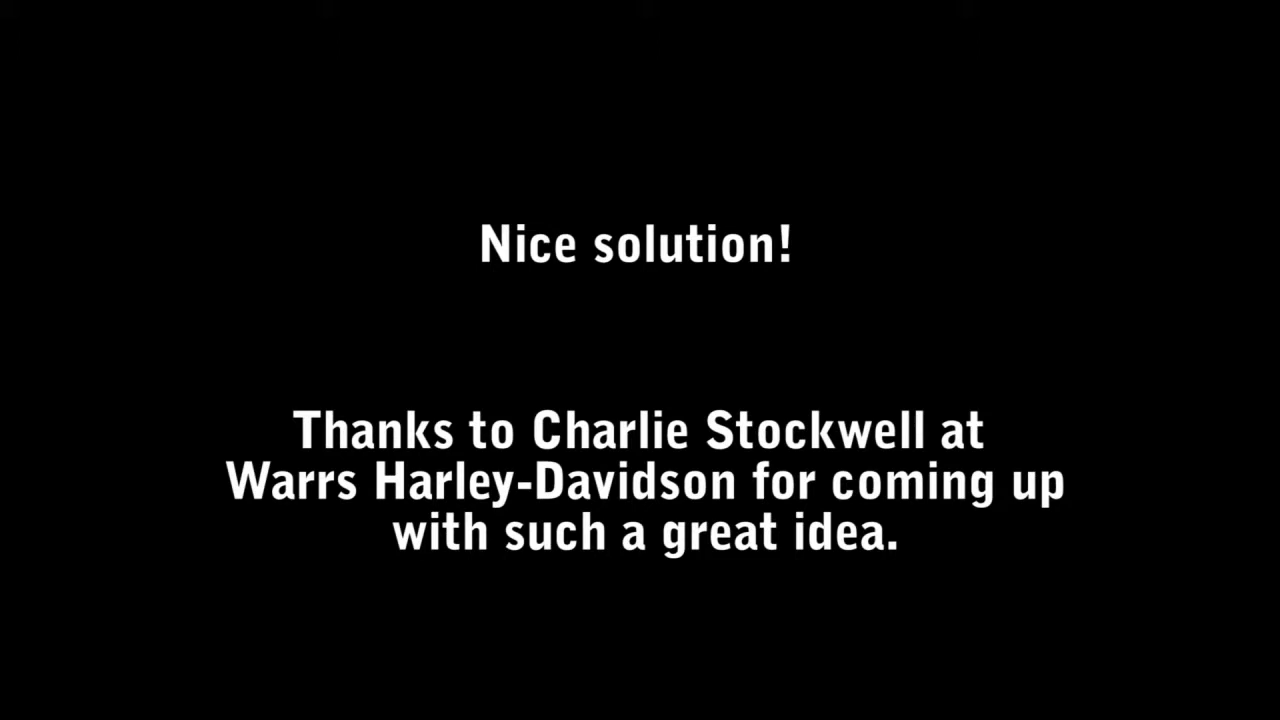 Nice solution!
Thanks to Charlie Stockwell at
Warrs Harley-Davidson for coming up
with such a great idea.